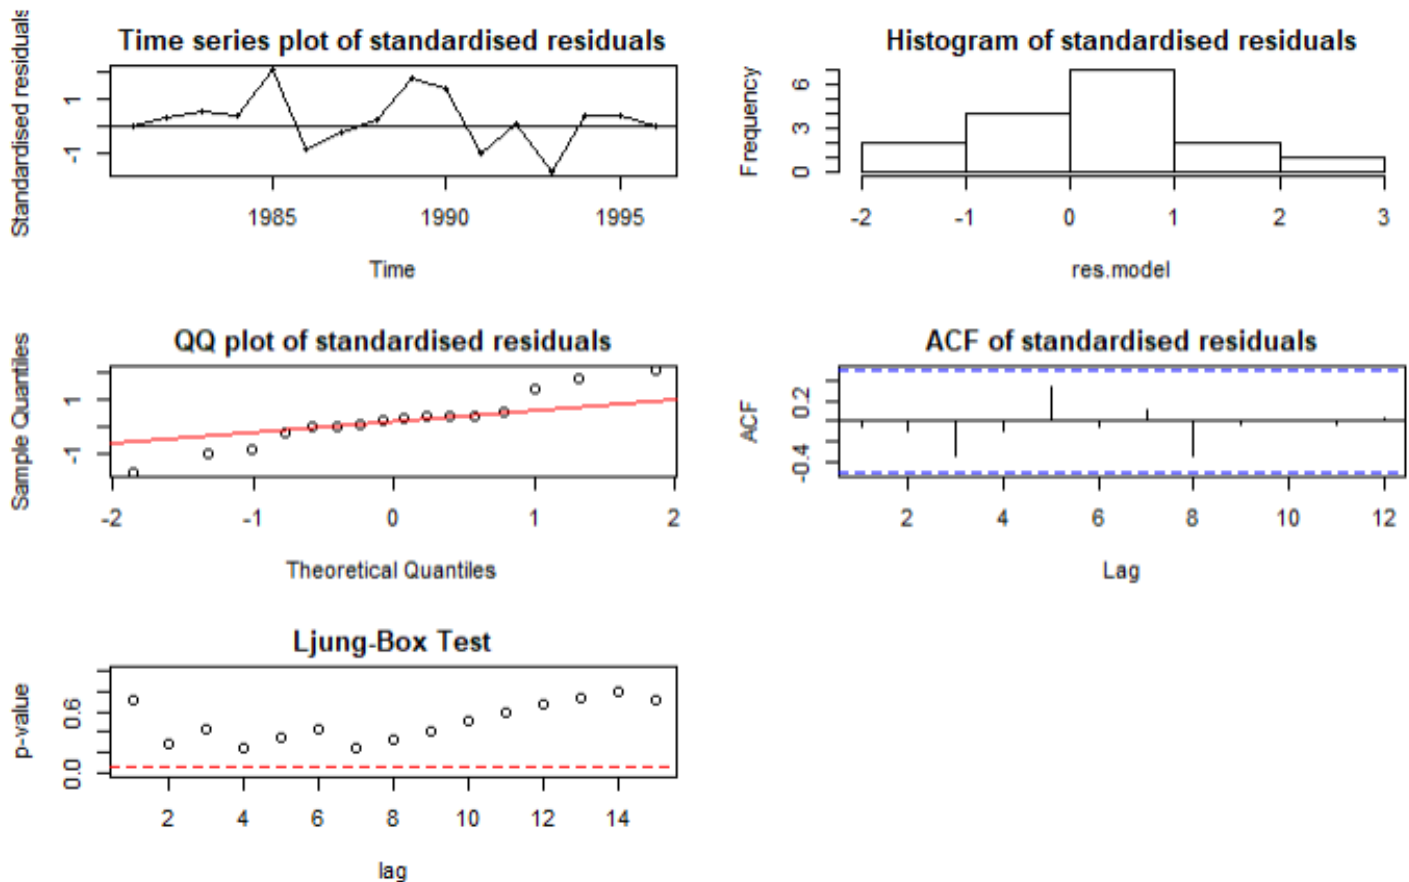 Time series plot of standardised residuals
Standardised residuals
1
-1
1985 1990 1995
Time
Histogram of standardised residuals
Frequency
6
3
0
-2 -1 0 1 2 3
res.model
QQ plot of standardised residuals
Sample Quantiles
1
-1
-2 -1 0 1 2
Theoretical Quantiles
ACF of standardised residuals
ACF
0.2
-0.4
2 4 6 8 10 12
Lag
Ljung-Box Test
p-value
0.6
0.0
2 4 6 8 10 12 14
lag